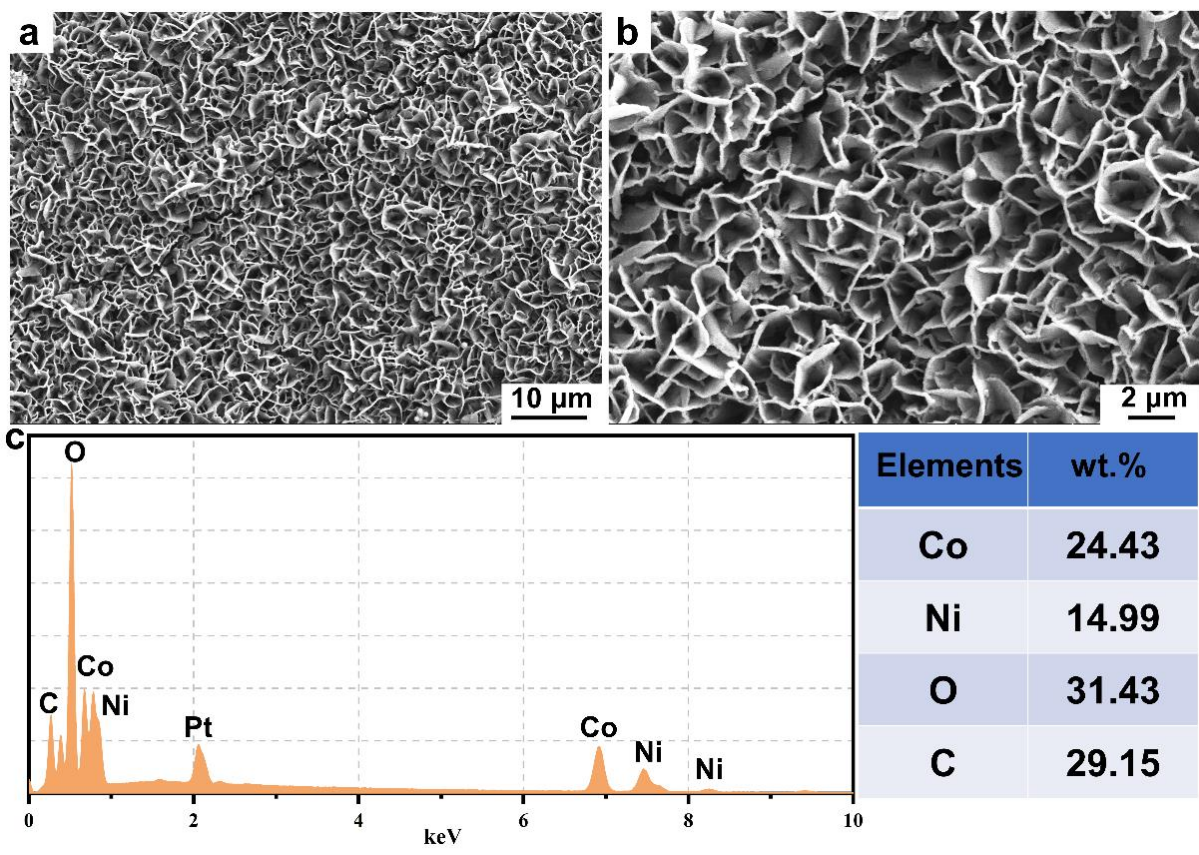 a
b
10 µm
2 µm
c
O
Co
C
Ni
Pt
Co
Ni
Ni
0 2 4 6 8 10
keV
Elements wt.%
Co 24.43
Ni 14.99
O 31.43
C 29.15